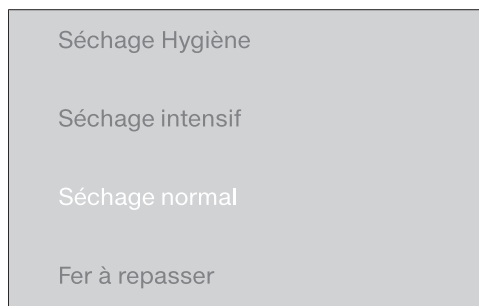 Séchage Hygiène
Séchage intensif
Séchage normal
Fer à repasser